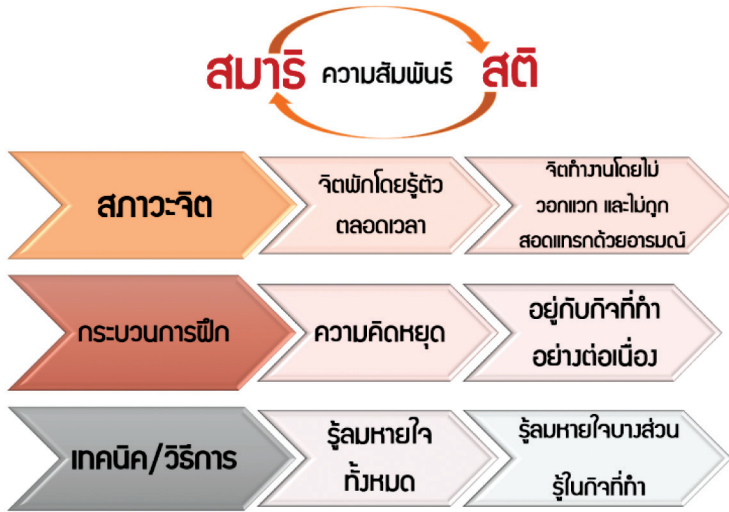 สมาธิ ความสัมพันธ์ สติ
สภาวะจิต
จิตพักโดยรู้ตัว
ตลอดเวลา
จิตทำงานโดยไม่
วอกแวก และไม่ถูก
สอดแทรกด้วยอารมณ์
กระบวนการฝึก
ความคิดหยุด
อยู่กับกิจที่ทำ
อย่างต่อเนื่อง
เทคนิค/วิธีการ
รู้ลมหายใจ
ทั้งหมด
รู้ลมหายใจบางส่วน
รู้ในกิจที่ทำ